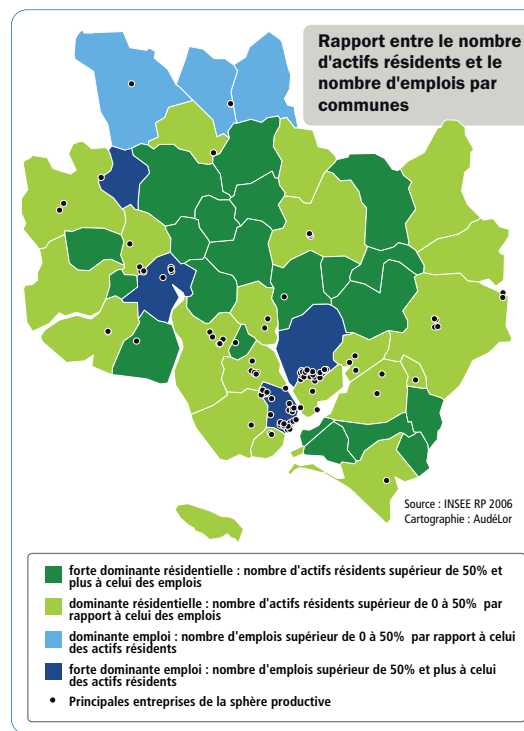 Rapport entre le nombre
d'actifs résidents et le
nombre d'emplois par
communes
Source : INSEE RP 2006
Cartographie : AudéLor
forte dominante résidentielle : nombre d'actifs résidents supérieur de 50% et
plus à celui des emplois
dominante résidentielle : nombre d'actifs résidents supérieur de 0 à 50% par
rapport à celui des emplois
dominante emploi : nombre d'emplois supérieur de 0 à 50% par rapport à celui
des actifs résidents
forte dominante emploi : nombre d'emplois supérieur de 50% et plus à celui
des actifs résidents
Principales entreprises de la sphère productive